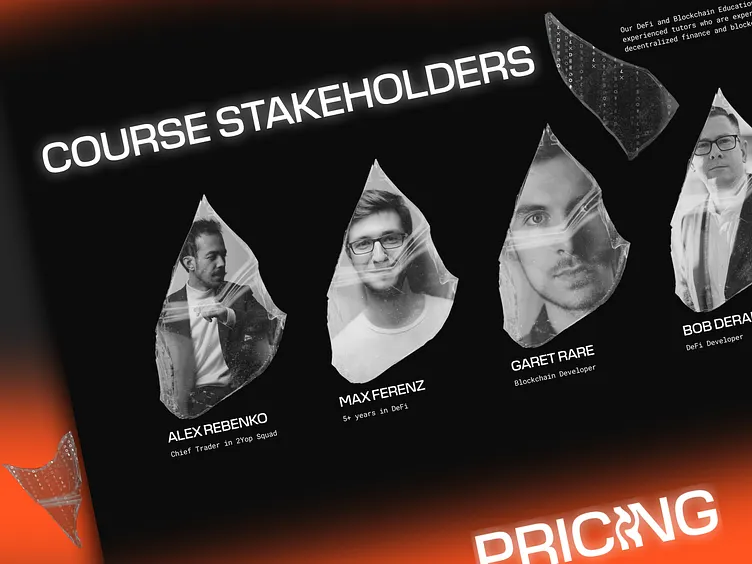 Our DeFi and Blockchain Educatio
experienced tutors who are exper
decentralized finance and blockc
COURSE STAKEHOLDERS
ALEX REBENKO
Chief Trader in 2Yop Squad
MAX FERENZ
5+ years in DeFi
GARET RARE
Blockchain Developer
BOB DERA
DeFi Developer
PRICING